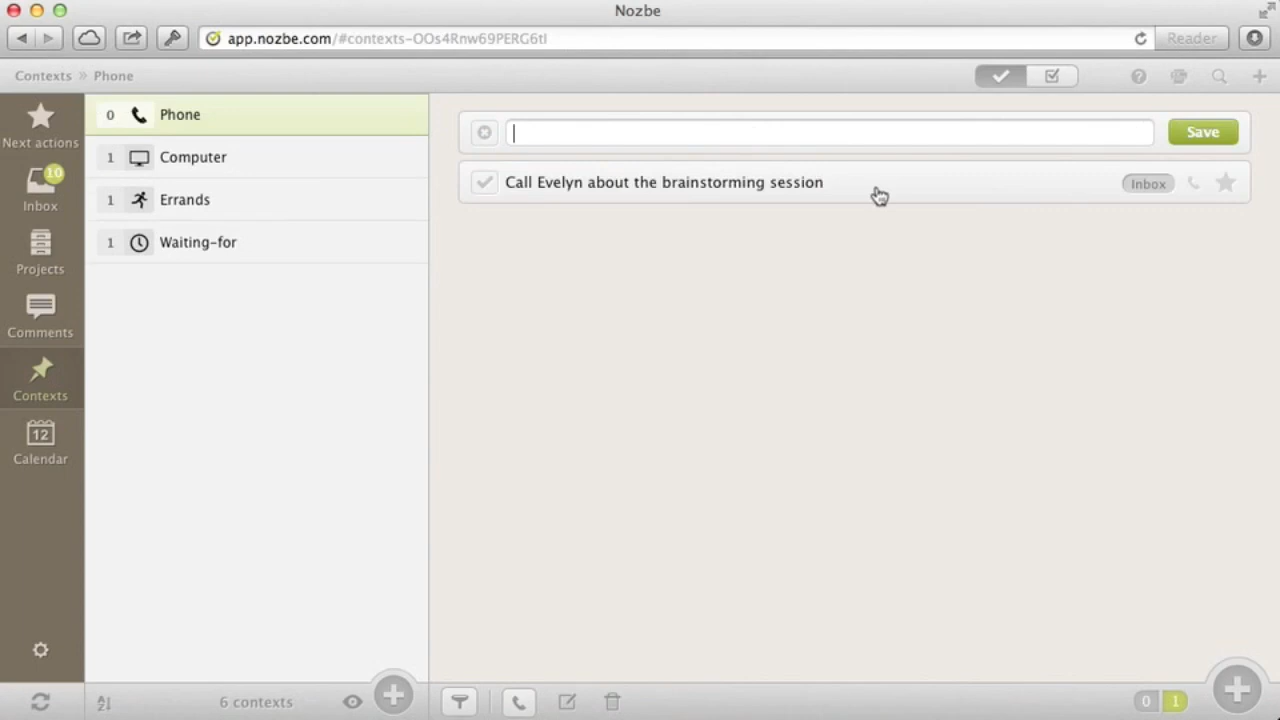 Nozbe
app.nozbe.com/#contexts-OOs4Rnw69PERG6tI
Reader
Contexts » Phone
Next actions
10
Inbox
Projects
Comments
Contexts
12
Calendar
0 Phone
1 Computer
1 Errands
1 Waiting-for
Save
Call Evelyn about the brainstorming session
Inbox
6 contexts
0 1